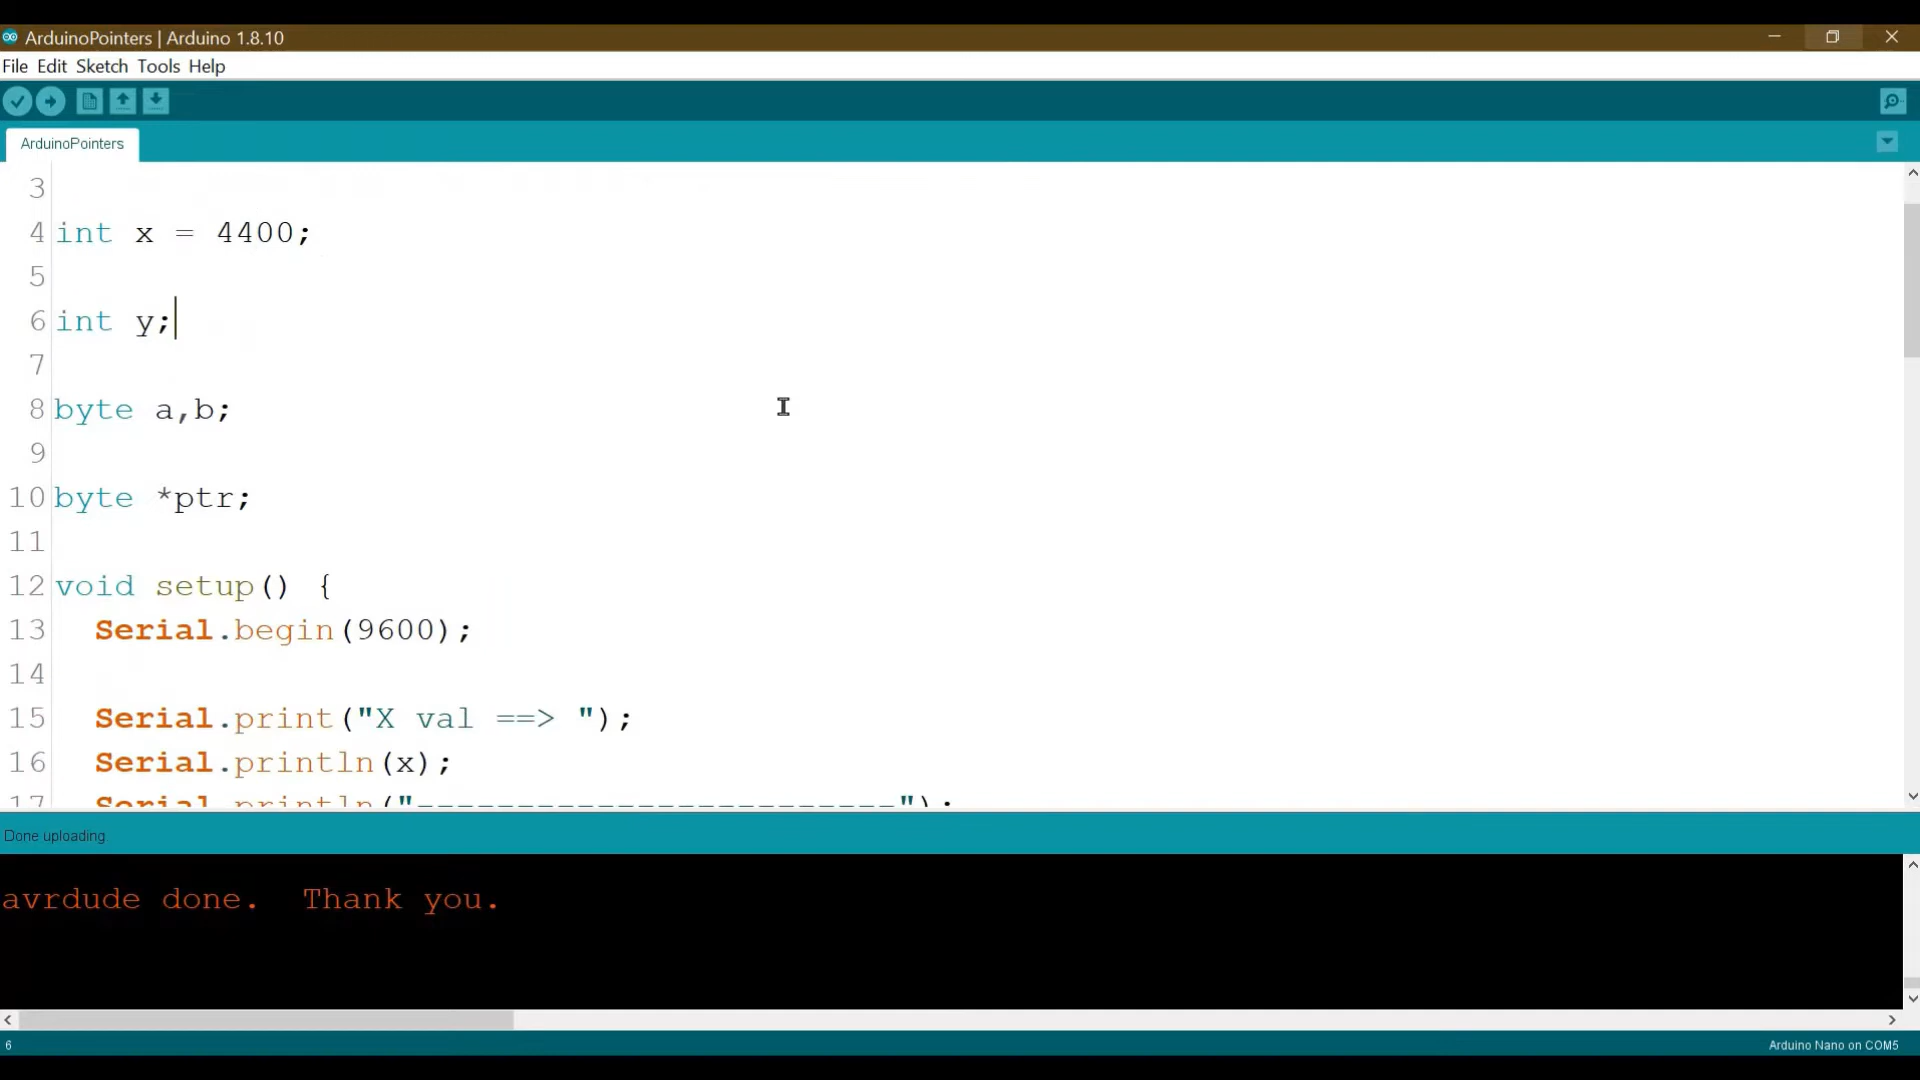 ArduinoPointers | Arduino 1.8.10
File Edit Sketch Tools Help
ArduinoPointers
3
4 int x = 4400;
5
6 int y;
7
8 byte a,b;
9
10 byte *ptr;
11
12 void setup() {
13 Serial.begin(9600);
14
15 Serial.print("X val ==> ");
16 Serial.println(x);
17 Serial.println("------------------------");
Done uploading.
avrdude done.  Thank you.
6
Arduino Nano on COM5